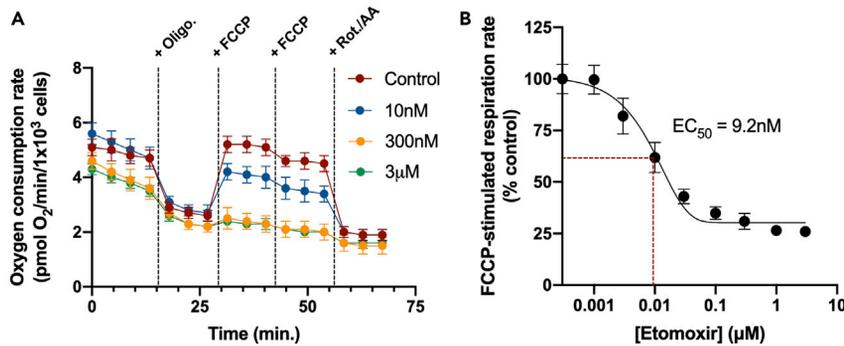 A
+ Oligo.
+ FCCP
+ FCCP
+ Rot./AA
Oxygen consumption rate
(pmol O₂/min/1x10³ cells)
8
6
4
2
0
0
25
50
75
Time (min.)
Control
10nM
300nM
3μM
B
FCCP-stimulated respiration rate
(% control)
125
100
75
50
25
0
EC₅₀ = 9.2nM
0.001
0.01
0.1
1
10
[Etomoxir] (μM)